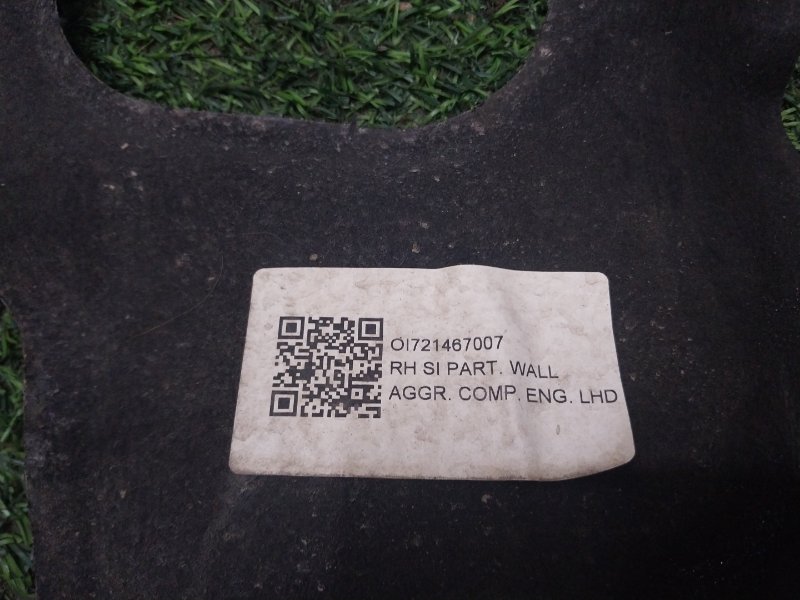 OI721467007
RH SI PART. WALL
AGGR. COMP. ENG. LHD